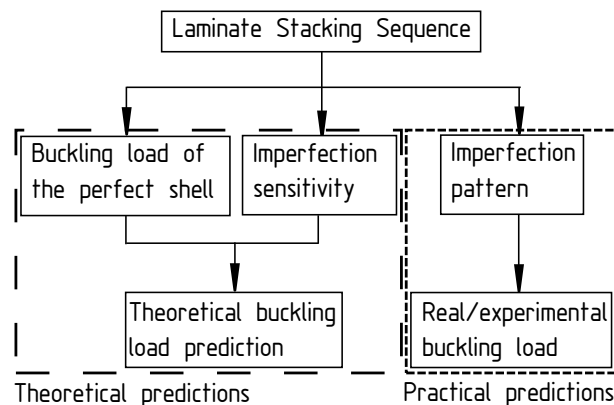 Laminate Stacking Sequence
Buckling load of
the perfect shell
Imperfection
sensitivity
Imperfection
pattern
Theoretical buckling
load prediction
Real/experimental
buckling load
Theoretical predictions
Practical predictions